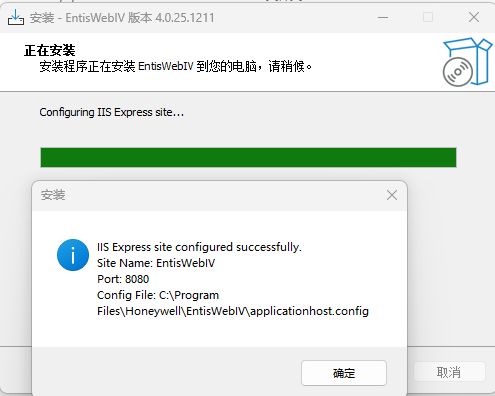 安装 - EntisWebIV 版本 4.0.25.1211
正在安装
安装程序正在安装 EntisWebIV 到您的电脑，请稍候。
Configuring IIS Express site...
安装
IIS Express site configured successfully.
Site Name: EntisWebIV
Port: 8080
Config File: C:\Program
Files\Honeywell\EntisWebIV\applicationhost.config
确定
取消